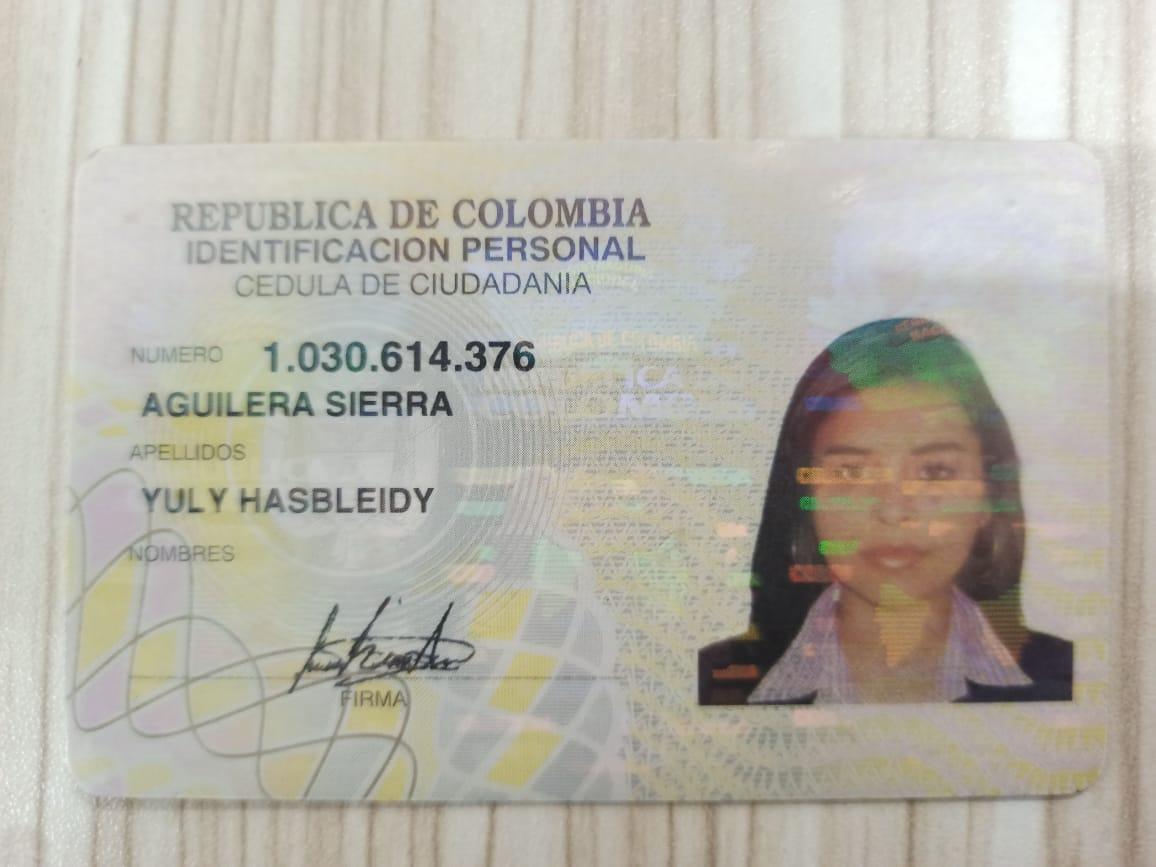 REPUBLICA DE COLOMBIA
IDENTIFICACION PERSONAL
CEDULA DE CIUDADANIA
NUMERO 1.030.614.376
AGUILERA SIERRA
APELLIDOS
YULY HASBLEIDY
NOMBRES
FIRMA